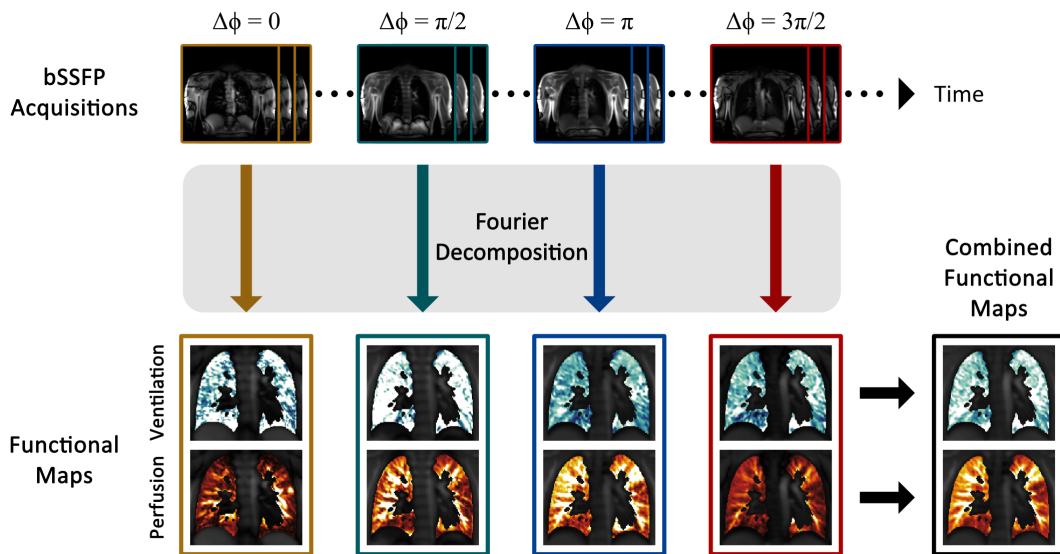 Δϕ = 0
Δϕ = π/2
Δϕ = π
Δϕ = 3π/2
bSSFP
Acquisitions
Time
Fourier
Decomposition
Combined
Functional
Maps
Functional
Maps
Ventilation
Perfusion